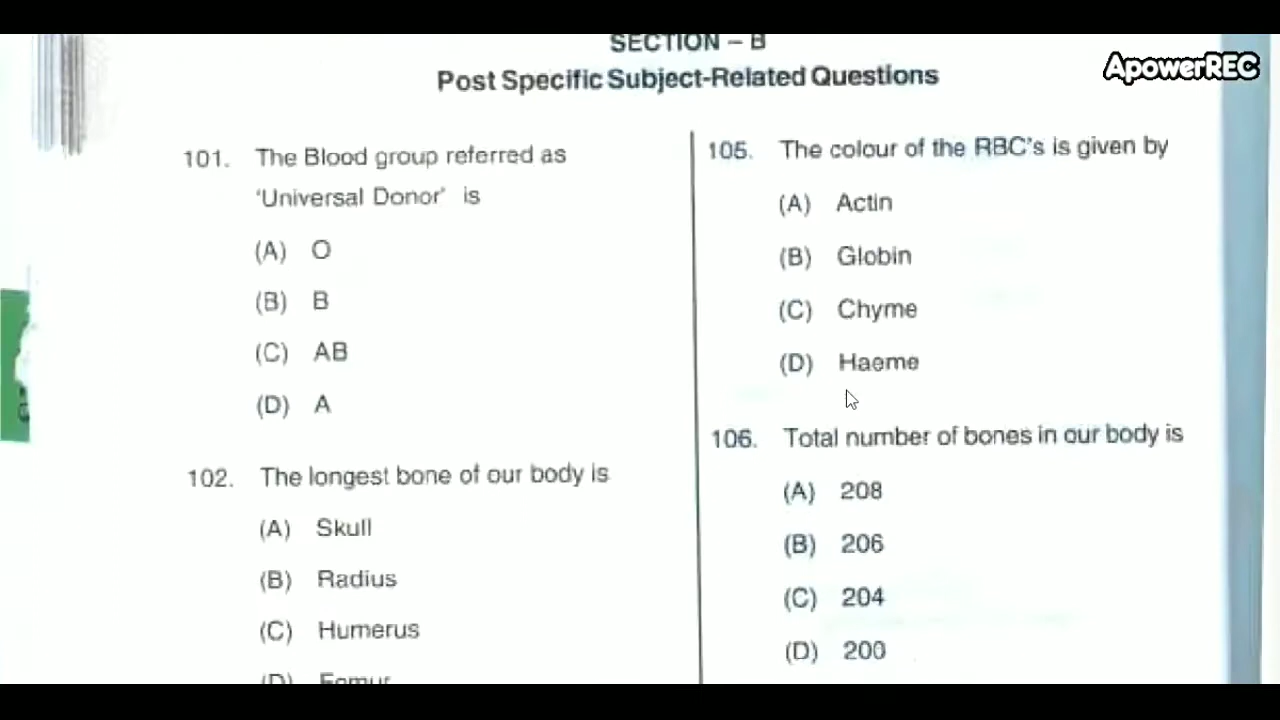 SECTION – B
Post Specific Subject-Related Questions
ApowerREC
101. The Blood group referred as
‘Universal Donor’ is
(A) O
(B) B
(C) AB
(D) A
102. The longest bone of our body is
(A) Skull
(B) Radius
(C) Humerus
(D) Femur
105. The colour of the RBC's is given by
(A) Actin
(B) Globin
(C) Chyme
(D) Haeme
106. Total number of bones in our body is
(A) 208
(B) 206
(C) 204
(D) 200